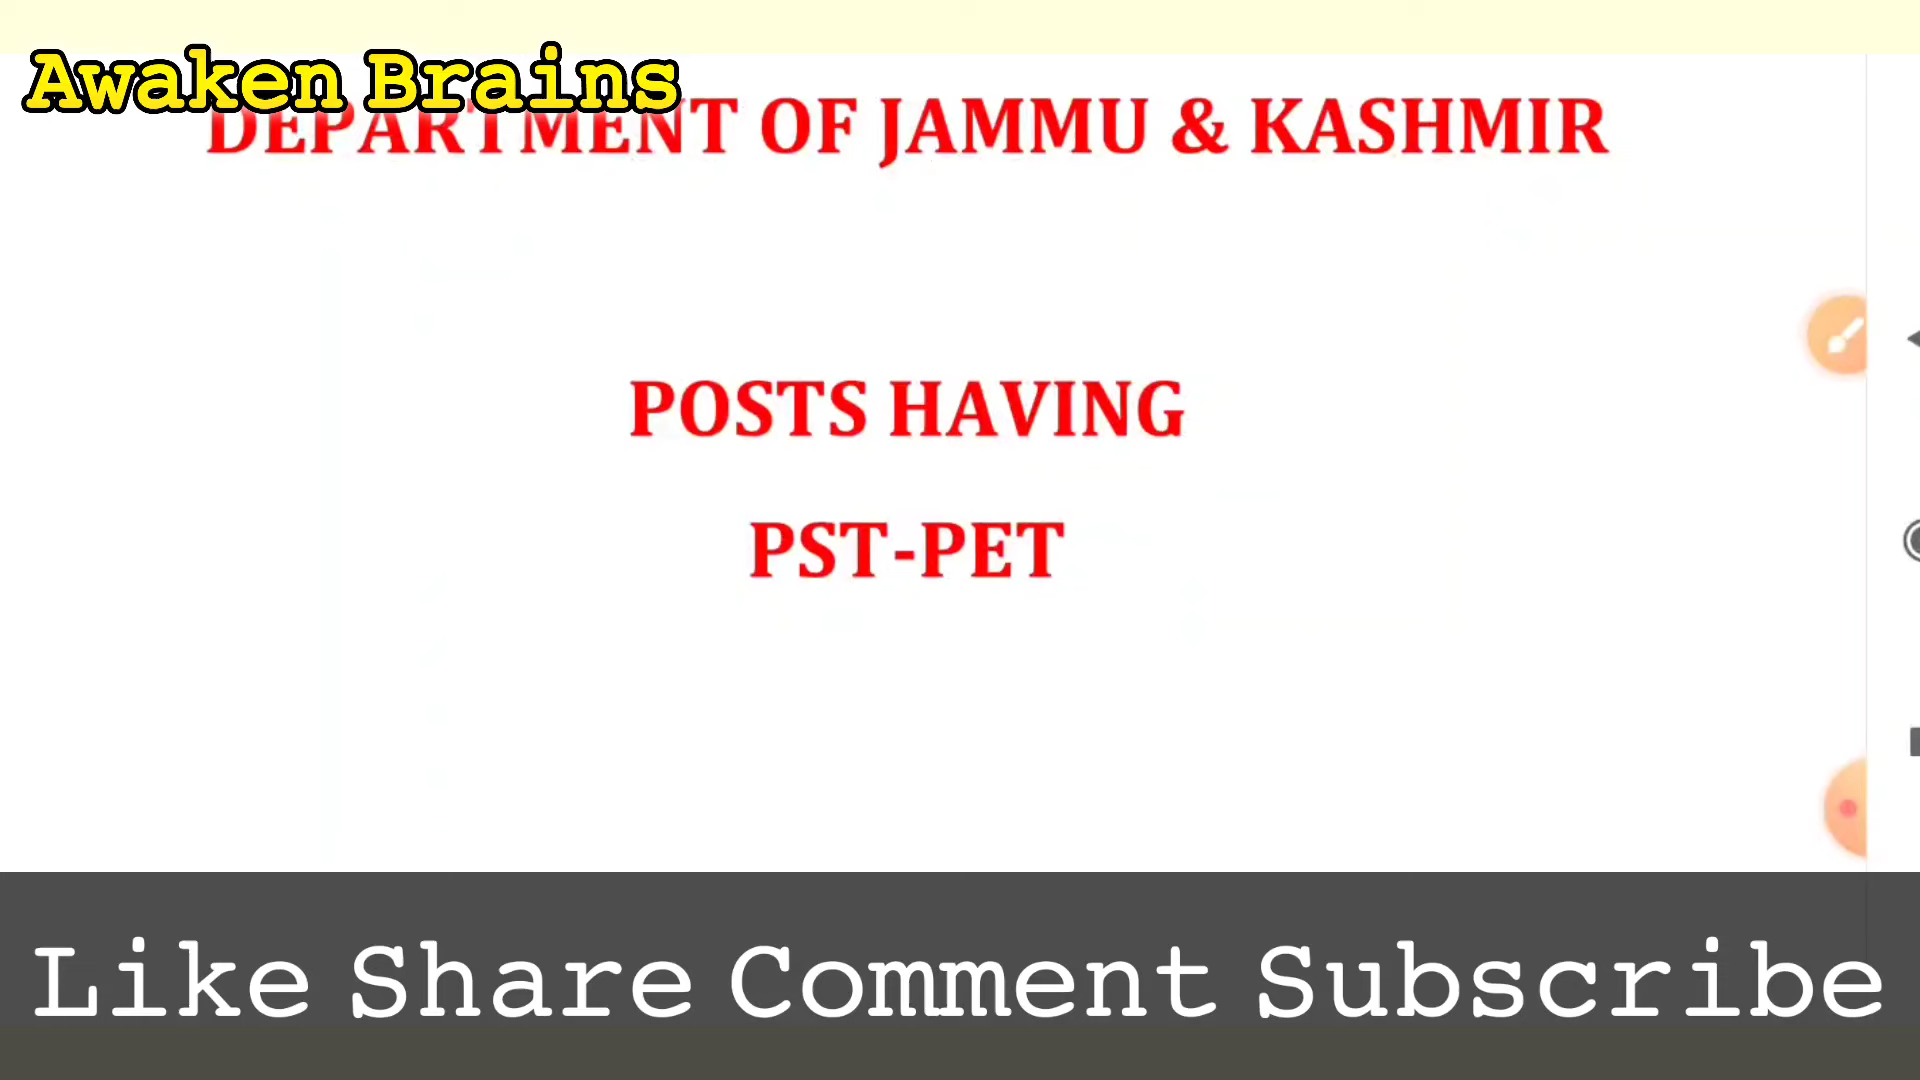 Awaken Brains
DEPARTMENT OF JAMMU & KASHMIR
POSTS HAVING
PST-PET
Like Share Comment Subscribe